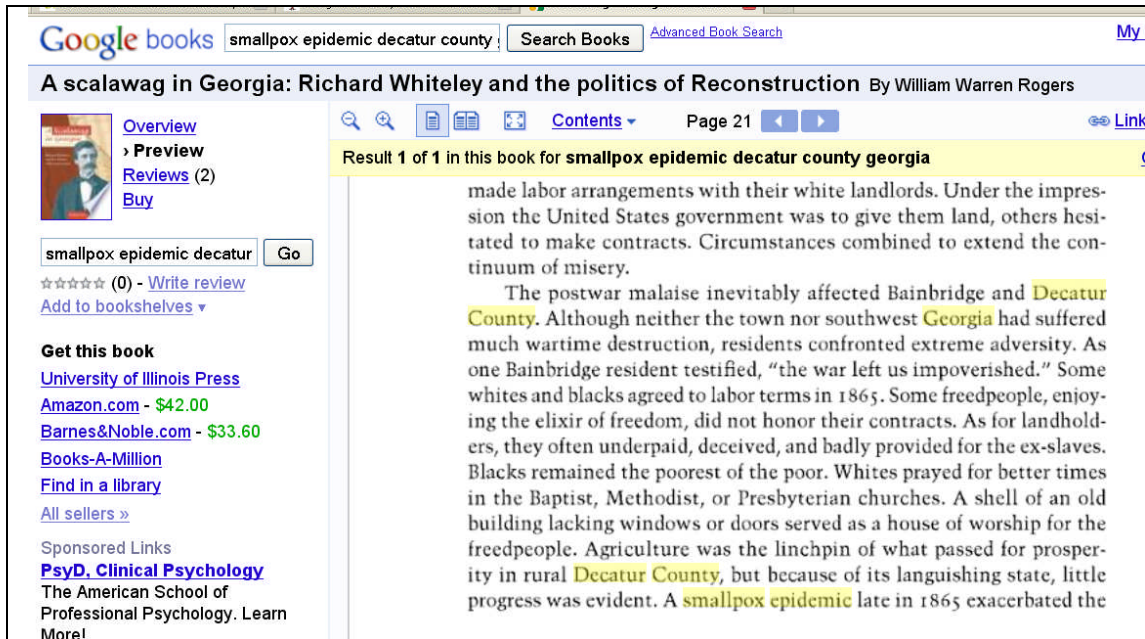 Google books smallpox epidemic decatur county Search Books Advanced Book Search My
A scalawag in Georgia: Richard Whiteley and the politics of Reconstruction By William Warren Rogers
Overview
› Preview
Reviews (2)
Buy
smallpox epidemic decatur Go
☆☆☆☆☆ (0) - Write review
Add to bookshelves ▾
Get this book
University of Illinois Press
Amazon.com - $42.00
Barnes&Noble.com - $33.60
Books-A-Million
Find in a library
All sellers »
Sponsored Links
PsyD, Clinical Psychology
The American School of
Professional Psychology. Learn
More!
Contents ▾ Page 21 Link
Result 1 of 1 in this book for smallpox epidemic decatur county georgia
made labor arrangements with their white landlords. Under the impres-
sion the United States government was to give them land, others hesi-
tated to make contracts. Circumstances combined to extend the con-
tinuum of misery.
The postwar malaise inevitably affected Bainbridge and Decatur
County. Although neither the town nor southwest Georgia had suffered
much wartime destruction, residents confronted extreme adversity. As
one Bainbridge resident testified, “the war left us impoverished.” Some
whites and blacks agreed to labor terms in 1865. Some freedpeople, enjoy-
ing the elixir of freedom, did not honor their contracts. As for landhold-
ers, they often underpaid, deceived, and badly provided for the ex-slaves.
Blacks remained the poorest of the poor. Whites prayed for better times
in the Baptist, Methodist, or Presbyterian churches. A shell of an old
building lacking windows or doors served as a house of worship for the
freedpeople. Agriculture was the linchpin of what passed for prosper-
ity in rural Decatur County, but because of its languishing state, little
progress was evident. A smallpox epidemic late in 1865 exacerbated the